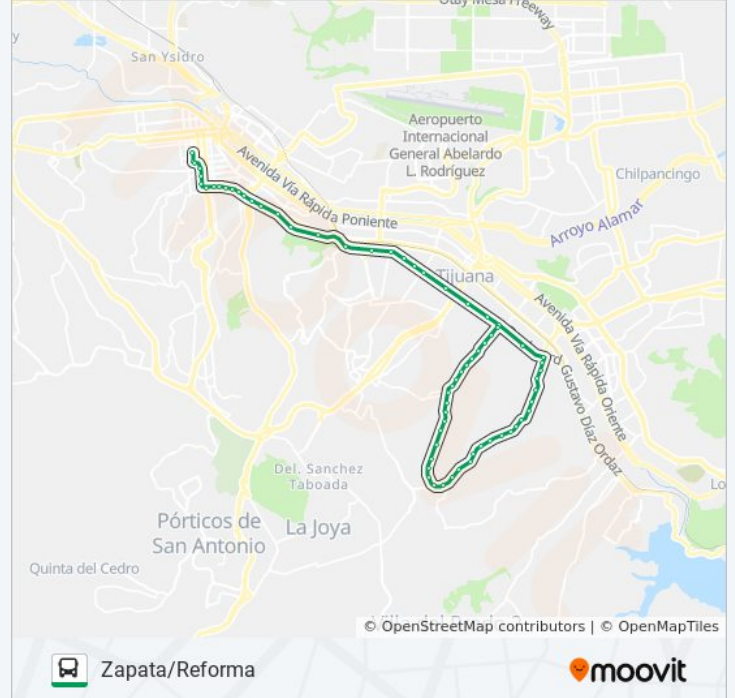 Otay Mesa Freeway
y
San Ysidro
Aeropuerto
Internacional
General Abelardo
L. Rodríguez
Avenida Vía Rápida Poniente
Chilpancingo
Arroyo Alamar
Tijuana
Avenida Vía Rápida Oriente
d Gustavo Díaz Ordaz
Del. Sanchez
Taboada
Lo
Pórticos de
San Antonio
La Joya
Quinta del Cedro
© OpenStreetMap contributors | © OpenMapTiles
Zapata/Reforma
moovit